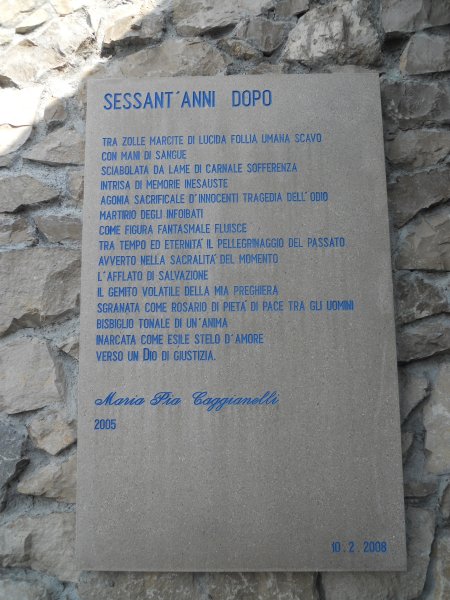 SESSANT'ANNI DOPO
TRA ZOLLE MARCITE DI LUCIDA FOLLIA UMANA SCAVO
CON MANI DI SANGUE
SCIABOLATA DA LAME DI CARNALE SOFFERENZA
INTRISA DI MEMORIE INESAUSTE
AGONIA SACRIFICALE D'INNOCENTI TRAGEDIA DELL'ODIO
MARTIRIO DEGLI INFOIBATI
COME FIGURA FANTASMALE FLUISCE
TRA TEMPO ED ETERNITA' IL PELLEGRINAGGIO DEL PASSATO
AVVERTO NELLA SACRALITA' DEL MOMENTO
L'AFFLATO DI SALVAZIONE
IL GEMITO VOLATILE DELLA MIA PREGHIERA
SGRANATA COME ROSARIO DI PIETA' DI PACE TRA GLI UOMINI
BISBIGLIO TONALE DI UN'ANIMA
INARCATA COME ESILE STELO D'AMORE
VERSO UN DIO DI GIUSTIZIA.
Maria Pia Caggianelli
2005
10.2.2008